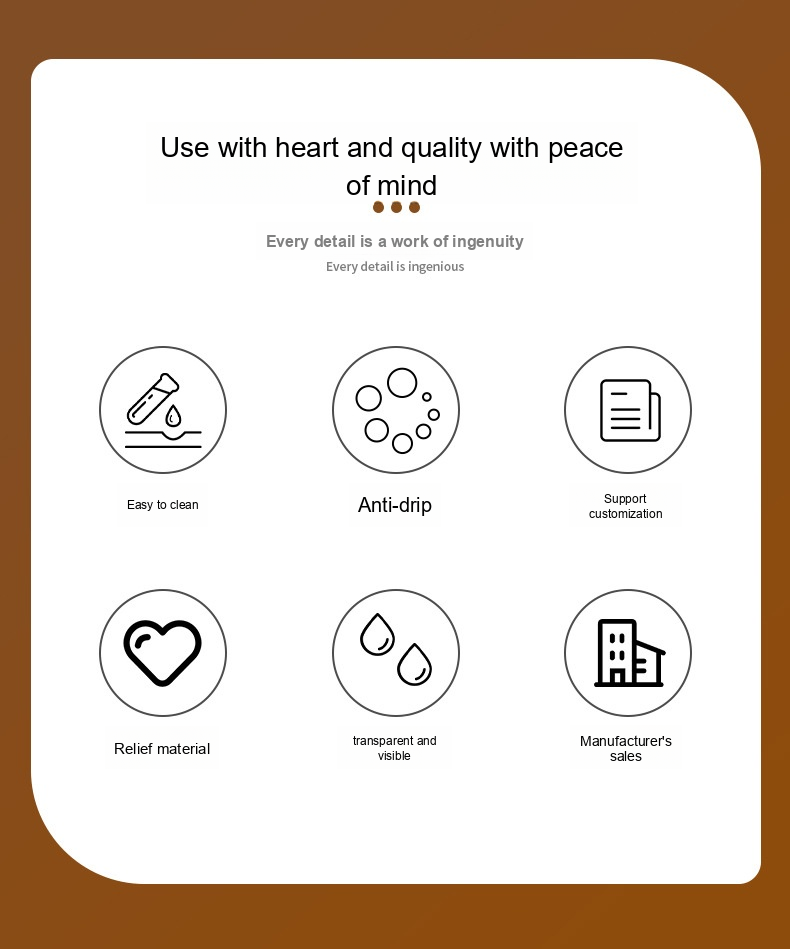 Use with heart and quality with peace
of mind
Every detail is a work of ingenuity
Every detail is ingenious
Easy to clean
Anti-drip
Support
customization
Relief material
transparent and
visible
Manufacturer's
sales